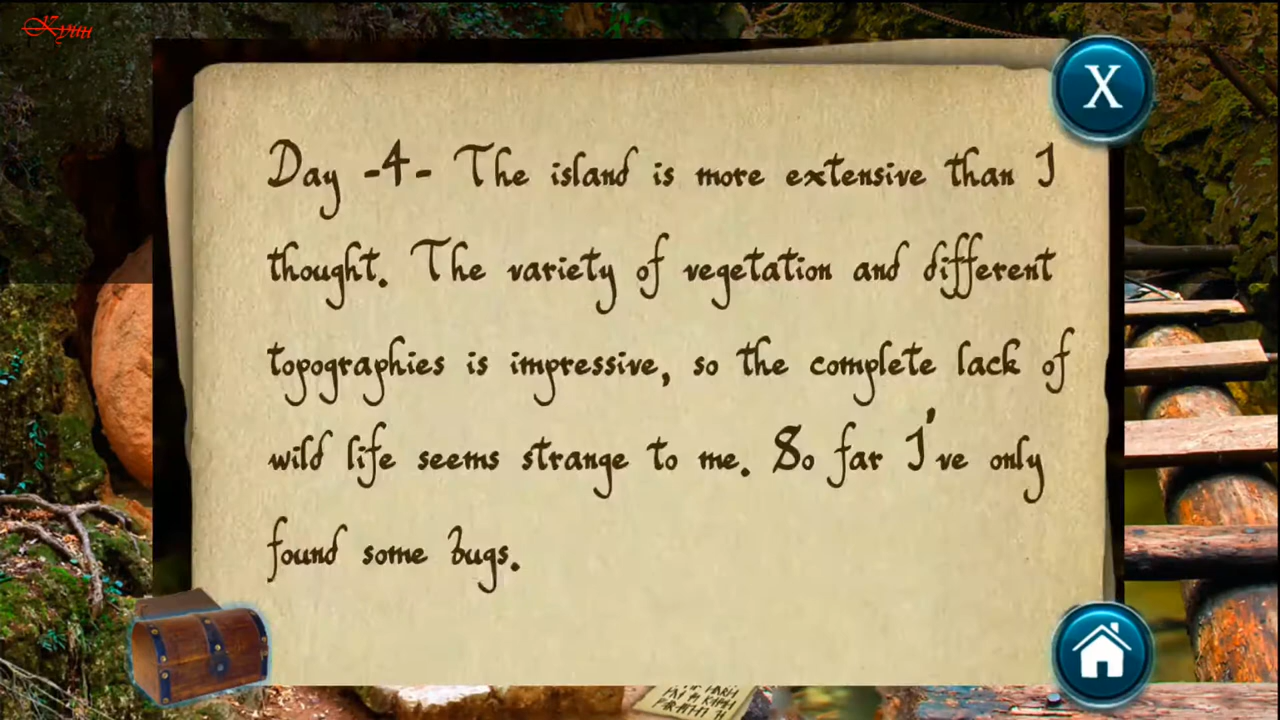 Куин
X
Day -4- The island is more extensive than I
thought. The variety of vegetation and different
topographies is impressive, so the complete lack of
wild life seems strange to me. So far I've only
found some bugs.